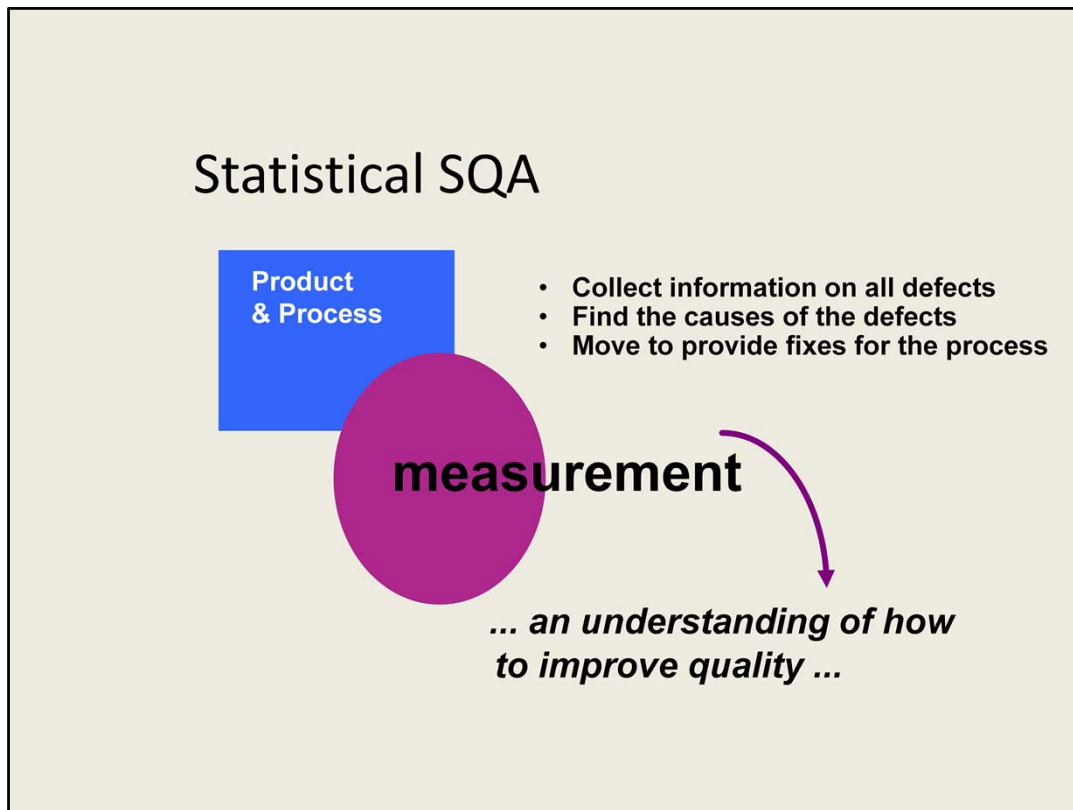 Statistical SQA
Product
& Process
• Collect information on all defects
• Find the causes of the defects
• Move to provide fixes for the process
measurement
... an understanding of how
to improve quality ...